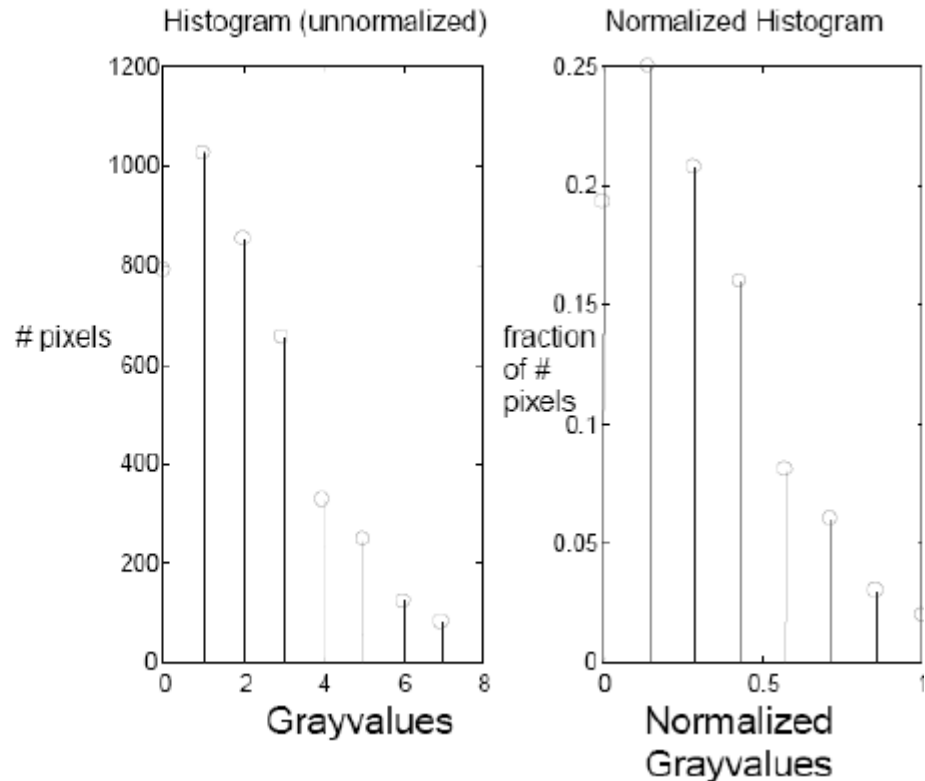 Histogram (unnormalized)
1200
1000
800
600
400
200
0
# pixels
0 2 4 6 8
Grayvalues
Normalized Histogram
0.25
0.2
0.15
0.1
0.05
0
fraction
of #
pixels
0 0.5 1
Normalized
Grayvalues